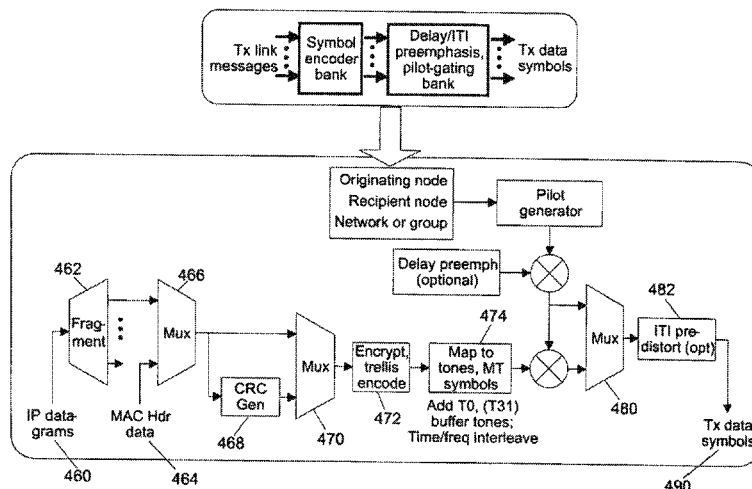 Tx link
messages
Symbol
encoder
bank
Delay/ITI
preemphasis,
pilot-gating
bank
Tx data
symbols
Originating node
Recipient node
Network or group
Pilot
generator
Delay preemph
(optional)
462
466
474
482
Frag-
ment
Mux
Mux
Mux
CRC
Gen
468
470
Encrypt,
trellis
encode
472
Map to
tones, MT
symbols
Add T0, (T31)
buffer tones;
Time/freq interleave
480
ITI pre-
distort (opt)
IP data-
grams
460
MAC Hdr
data
464
Tx data
symbols
490